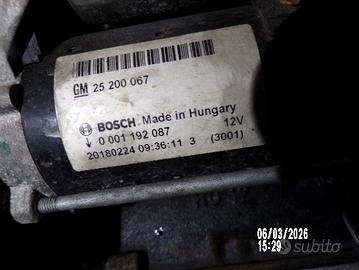 GM 25 200 067
BOSCH Made in Hungary
0 001 192 087 12V
20180224 09:36:11 3 (3001)
06/03/2026
15:29
subito